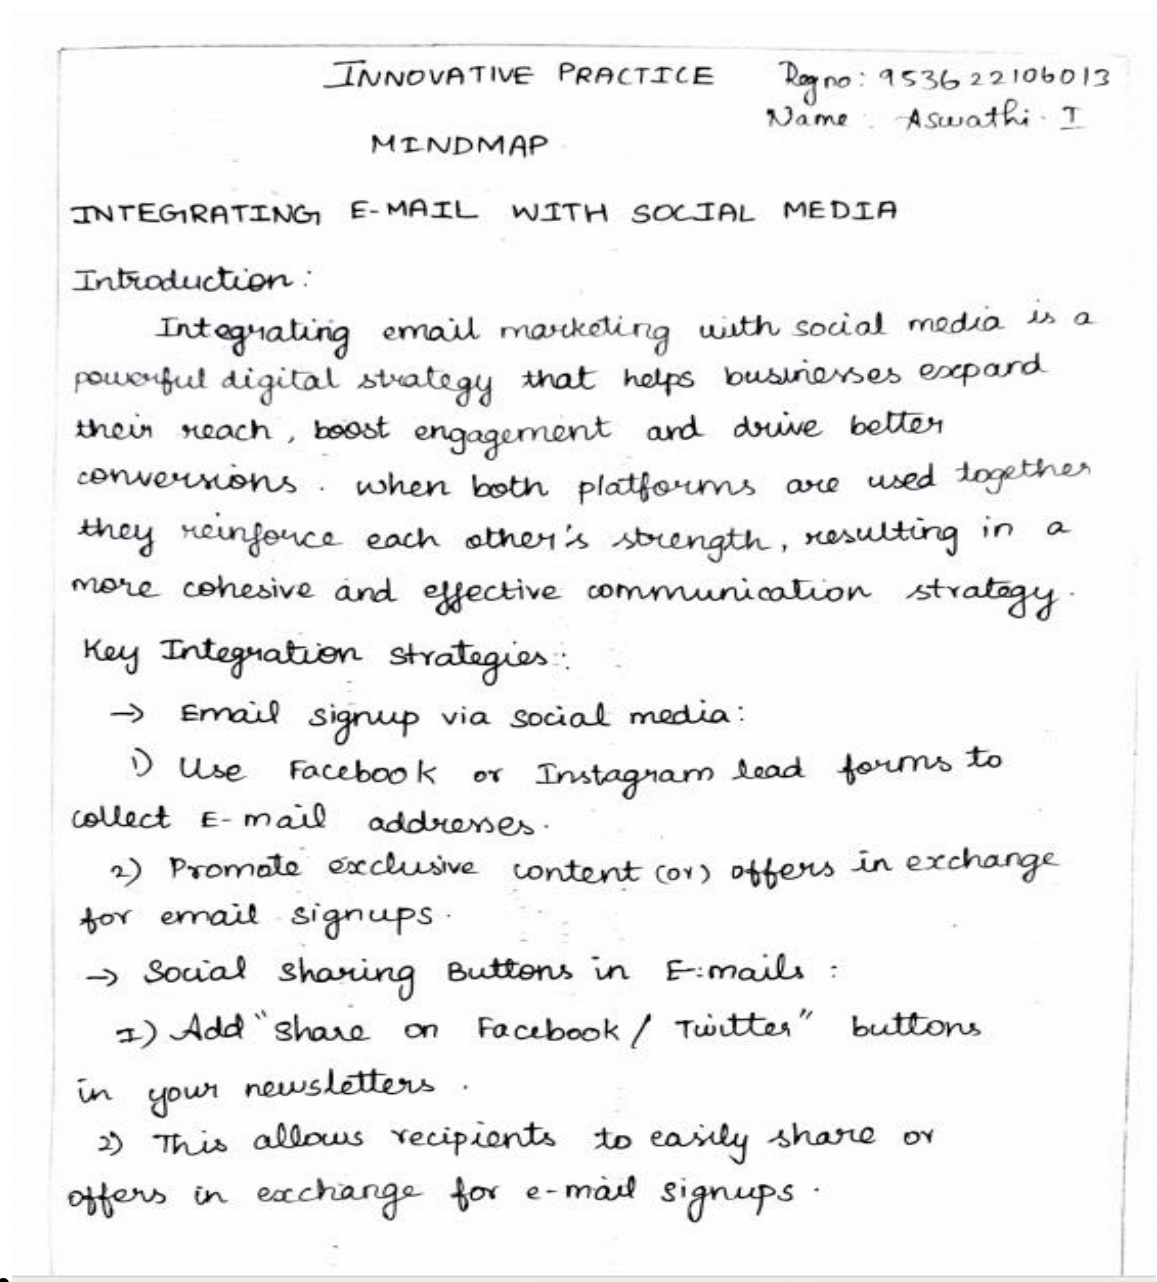 INNOVATIVE PRACTICE Reg no: 953622106013
Name : Aswathi. I
MINDMAP
INTEGRATING E-MAIL WITH SOCIAL MEDIA
Introduction:
Integrating email marketing with social media is a
powerful digital strategy that helps businesses expard
their reach, boost engagement and drive better
conversions. when both platforms are used together
they reinforce each other's strength, resulting in a
more cohesive and effective communication strategy.
Key Integration strategies:
→ Email signup via social media:
1) Use Facebook or Instagram lead forms to
collect E-mail addresses.
2) Promote exclusive content (or) offers in exchange
for email signups.
→ Social sharing Buttons in E-mails :
I) Add "share on Facebook / Twitter" buttons
in your newsletters.
2) This allows recipients to easily share or
offers in exchange for e-mail signups.